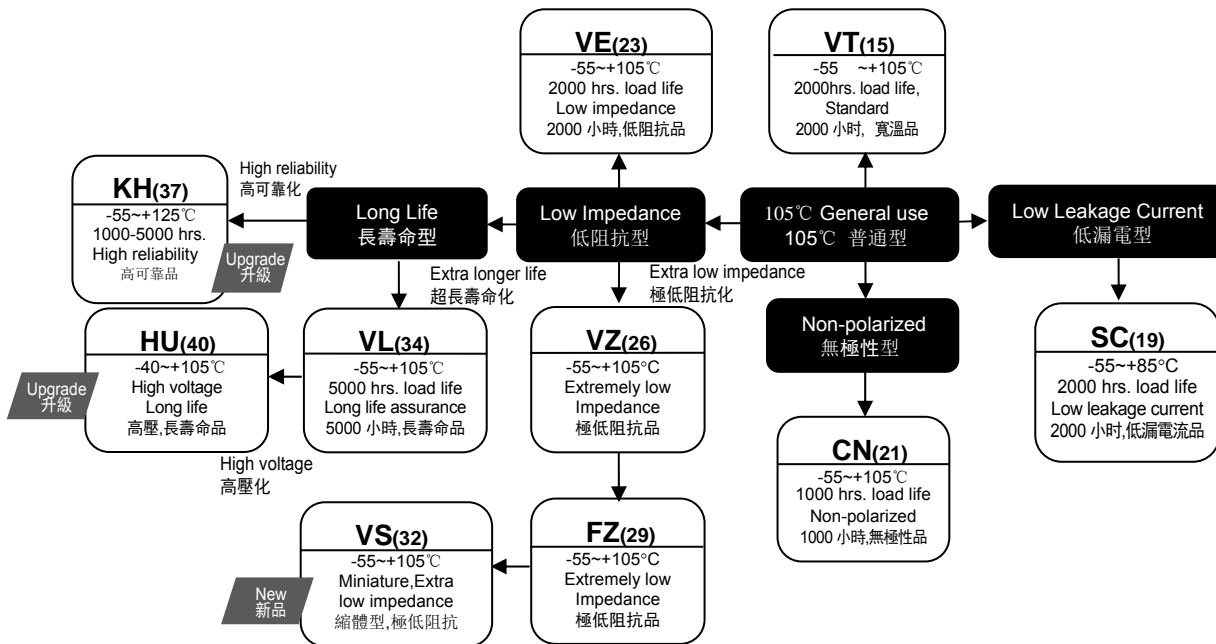 VE(23)
-55~+105℃
2000 hrs. load life
Low impedance
2000 小時,低阻抗品
VT(15)
-55 ~+105℃
2000hrs. load life,
Standard
2000 小时, 寬溫品
High reliability
高可靠化
KH(37)
-55~+125℃
1000-5000 hrs.
High reliability
高可靠品
Upgrade
升級
Long Life
長壽命型
Low Impedance
低阻抗型
105℃ General use
105℃ 普通型
Low Leakage Current
低漏電型
Extra longer life
超長壽命化
Extra low impedance
極低阻抗化
Non-polarized
無極性型
HU(40)
-40~+105℃
High voltage
Long life
高壓,長壽命品
Upgrade
升級
VL(34)
-55~+105℃
5000 hrs. load life
Long life assurance
5000 小時,長壽命品
VZ(26)
-55~+105°C
Extremely low
Impedance
極低阻抗品
SC(19)
-55~+85°C
2000 hrs. load life
Low leakage current
2000 小时,低漏電流品
High voltage
高壓化
CN(21)
-55~+105℃
1000 hrs. load life
Non-polarized
1000 小時,無極性品
VS(32)
-55~+105℃
Miniature,Extra
low impedance
縮體型,極低阻抗
New
新品
FZ(29)
-55~+105°C
Extremely low
Impedance
極低阻抗品